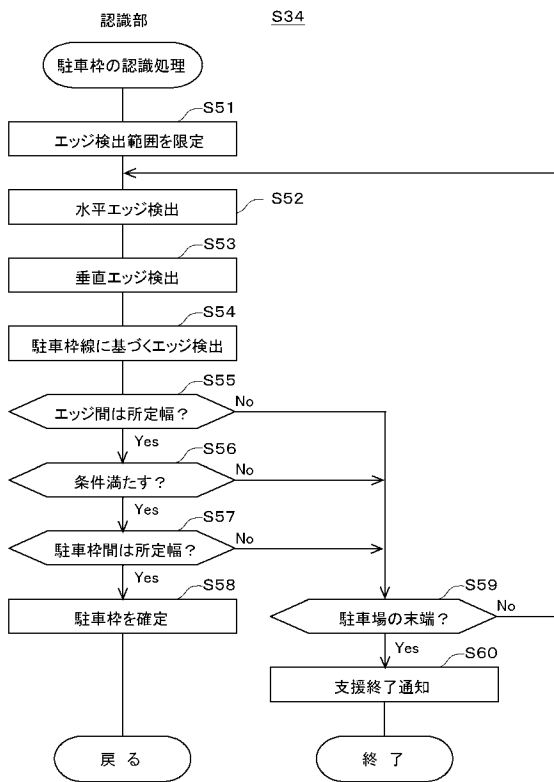 認識部
S34
駐車枠の認識処理
S51
エッジ検出範囲を限定
S52
水平エッジ検出
S53
垂直エッジ検出
S54
駐車枠線に基づくエッジ検出
S55
エッジ間は所定幅?
No
Yes
S56
条件満たす?
No
Yes
S57
駐車枠間は所定幅?
No
Yes
S58
駐車枠を確定
S59
駐車場の末端?
No
Yes
S60
支援終了通知
戻 る
終 了